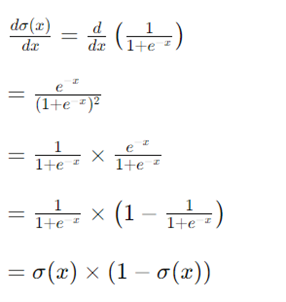 dσ(x)/dx = d/dx (1/(1+e⁻ˣ))
= e⁻ˣ/(1+e⁻ˣ)²
= 1/(1+e⁻ˣ) × e⁻ˣ/(1+e⁻ˣ)
= 1/(1+e⁻ˣ) × (1 − 1/(1+e⁻ˣ))
= σ(x) × (1 − σ(x))